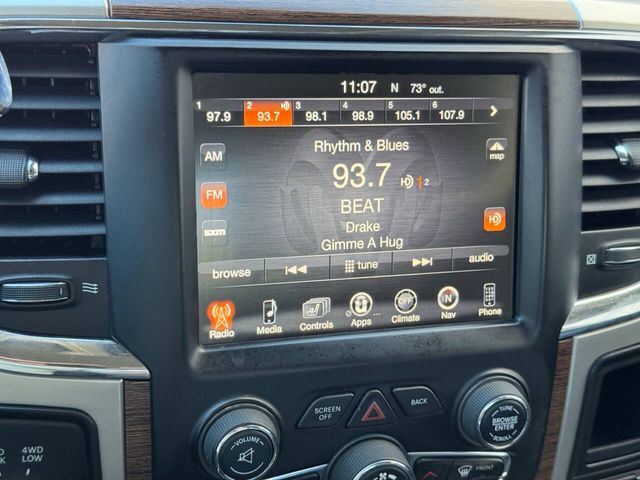 11:07 N 73° out.
1 2 HD 3 4 5 6
97.9 93.7 98.1 98.9 105.1 107.9 >
Rhythm & Blues
AM
map
93.7 HD 1 2
FM
BEAT
HD
Drake
sxm
Gimme A Hug
browse tune audio
OFF N
Radio Media Controls Apps Climate Nav Phone
SCREEN OFF
BACK
VOLUME
TUNE
BROWSE
ENTER
SCROLL
4WD
LOW
FRONT